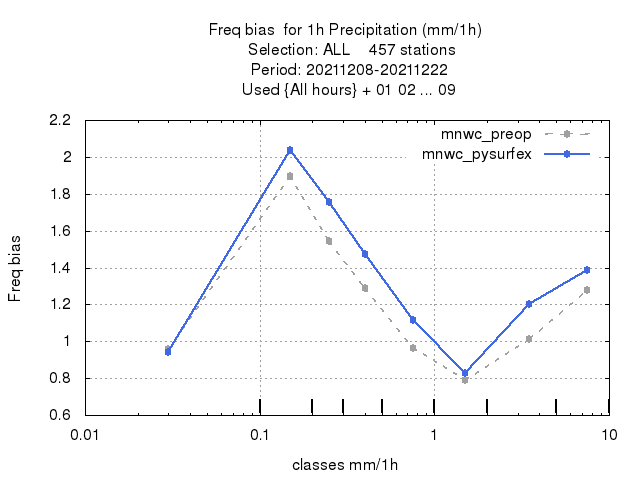 Freq bias  for 1h Precipitation (mm/1h)
Selection: ALL    457 stations
Period: 20211208-20211222
Used {All hours} + 01 02 ... 09
mnwc_preop
mnwc_pysurfex
2.2
2
1.8
1.6
1.4
1.2
1
0.8
0.6
Freq bias
0.01
0.1
1
10
classes mm/1h